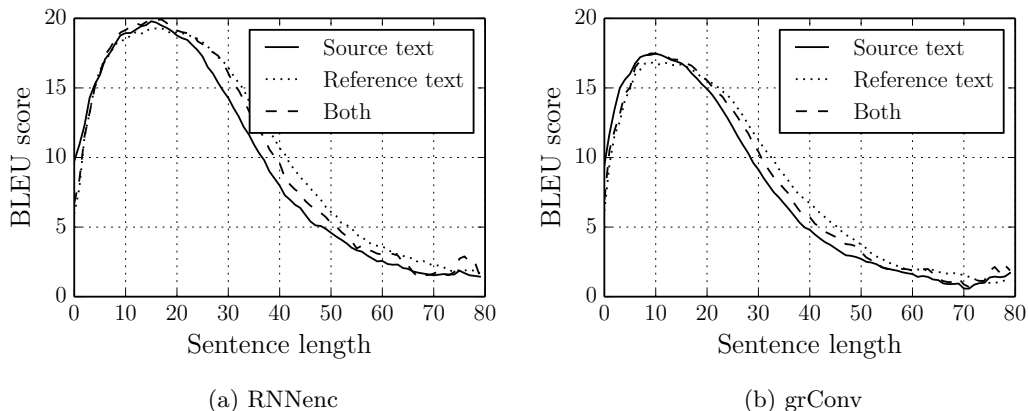 20
15
10
5
0
BLEU score
Source text
Reference text
Both
0 10 20 30 40 50 60 70 80
Sentence length
(a) RNNenc
20
15
10
5
0
BLEU score
Source text
Reference text
Both
0 10 20 30 40 50 60 70 80
Sentence length
(b) grConv